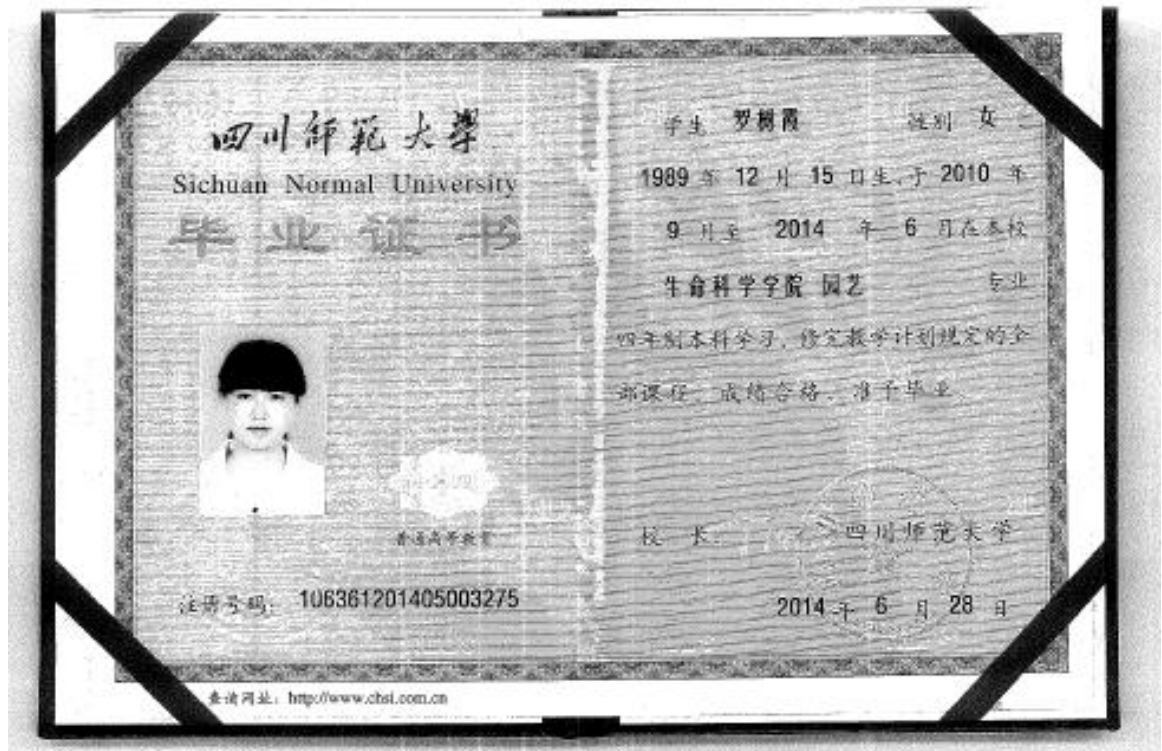 四川師範大學
Sichuan Normal University
毕业证书
普通高等教育
注册号码： 106361201405003275
查询网址：http://www.chsi.com.cn
学生 罗树霞 性别 女
1989 年 12 月 15 日生，于 2010 年
9 月至 2014 年 6 月在本校
生命科学学院 园艺 专业
四年制本科学习，修完教学计划规定的全
部课程，成绩合格，准予毕业。
校 长：
四川师范大学
2014 年 6 月 28 日